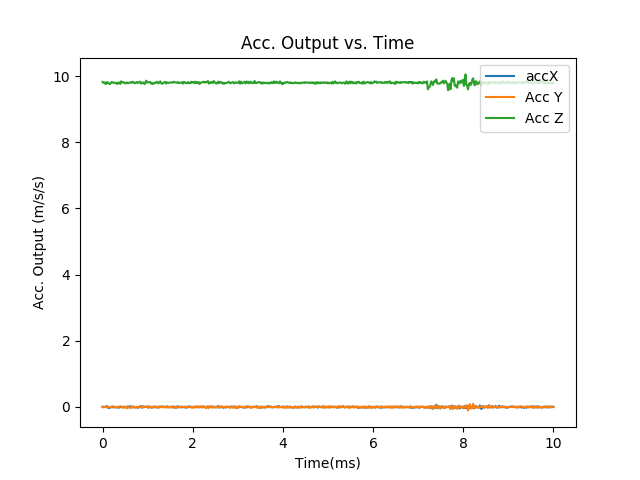 Acc. Output vs. Time
accX
Acc Y
Acc Z
Acc. Output (m/s/s)
10
8
6
4
2
0
0 2 4 6 8 10
Time(ms)